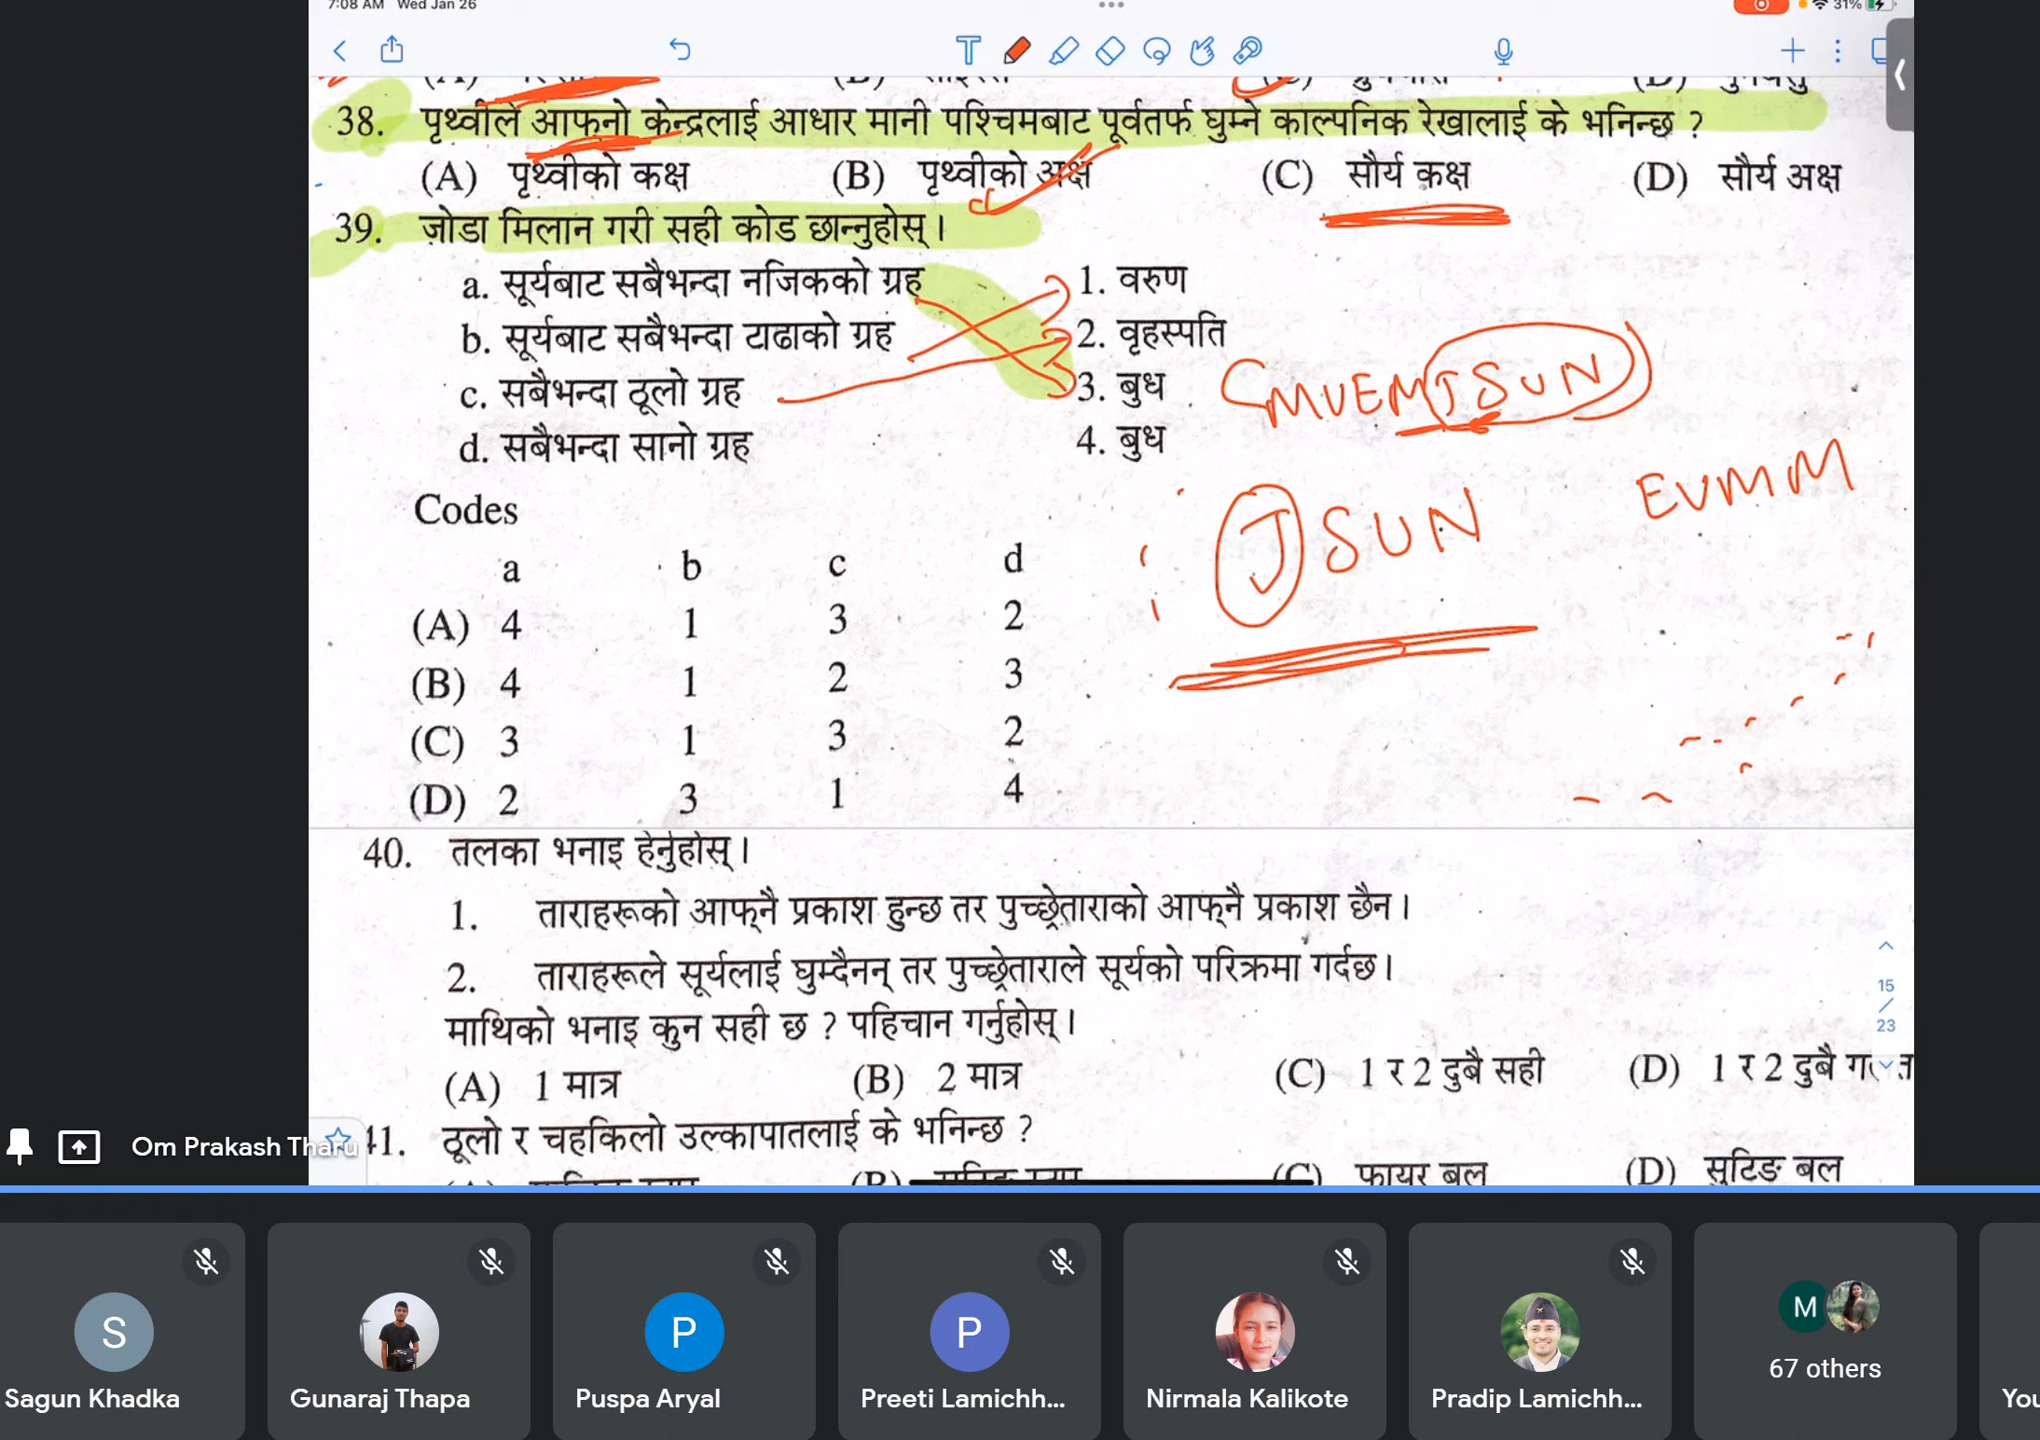 7:08 AM Wed Jan 26
31%
38. पृथ्वीले आफनो केन्द्रलाई आधार मानी पश्चिमबाट पूर्वतर्फ घुम्ने काल्पनिक रेखालाई के भनिन्छ ?
(A) पृथ्वीको कक्ष (B) पृथ्वीको अक्ष (C) सौर्य कक्ष (D) सौर्य अक्ष
39. जोडा मिलान गरी सही कोड छान्नुहोस् ।
a. सूर्यबाट सबैभन्दा नजिकको ग्रह 1. वरुण
b. सूर्यबाट सबैभन्दा टाढाको ग्रह 2. वृहस्पति
c. सबैभन्दा ठूलो ग्रह 3. बुध
MVEMJSUN
d. सबैभन्दा सानो ग्रह 4. बुध
EVMM
JSUN
Codes
a b c d
(A) 4 1 3 2
(B) 4 1 2 3
(C) 3 1 3 2
(D) 2 3 1 4
40. तलका भनाइ हेर्नुहोस् ।
1. ताराहरूको आफ्नै प्रकाश हुन्छ तर पुच्छ्रेताराको आफ्नै प्रकाश छैन ।
2. ताराहरूले सूर्यलाई घुम्दैनन् तर पुच्छ्रेताराले सूर्यको परिक्रमा गर्दछ ।
15
/
23
माथिको भनाइ कुन सही छ ? पहिचान गर्नुहोस् ।
(A) 1 मात्र (B) 2 मात्र (C) 1 र 2 दुबै सही (D) 1 र 2 दुबै
41. ठूलो र चहकिलो उल्कापातलाई के भनिन्छ ?
(C) फायर बल (D) सुटिङ बल
Om Prakash Tharu
S
P
P
M
67 others
Sagun Khadka
Gunaraj Thapa
Puspa Aryal
Preeti Lamichh...
Nirmala Kalikote
Pradip Lamichh...